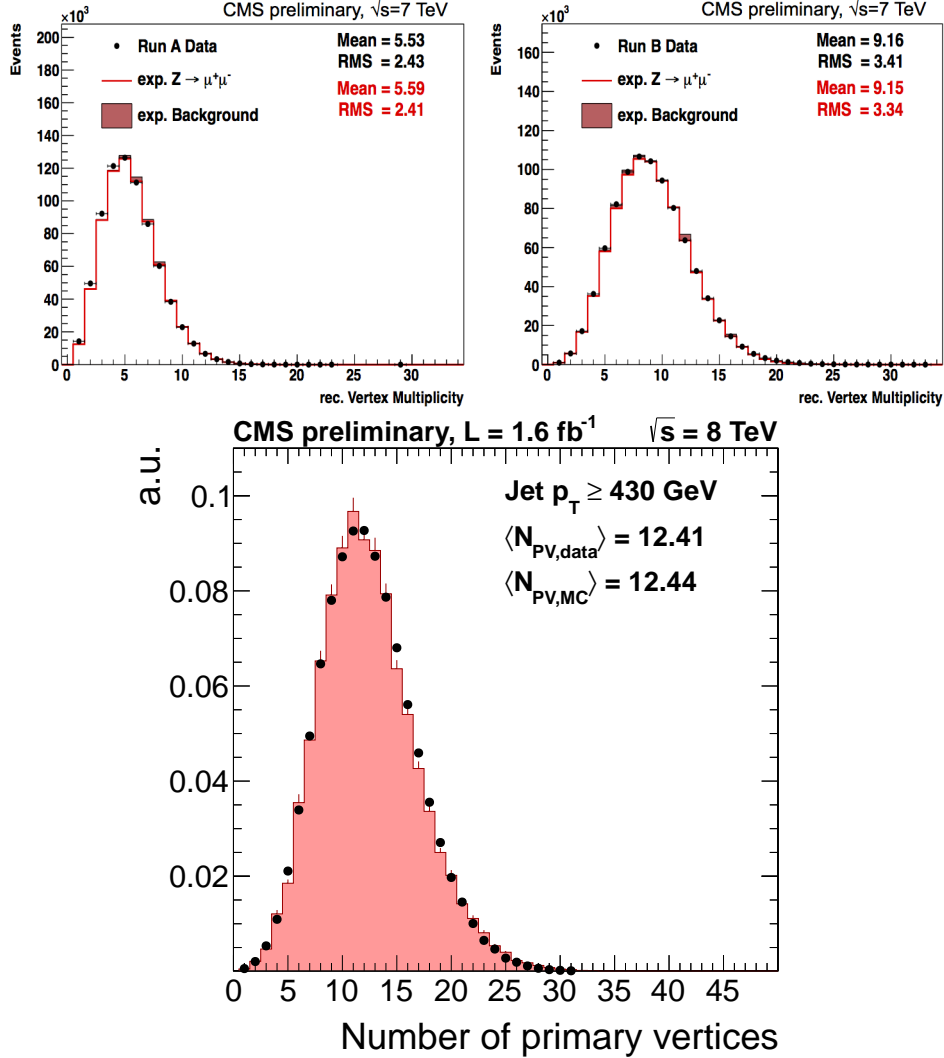 CMS preliminary, √s=7 TeV
×10³
Events
200
180
160
140
120
100
80
60
40
20
0
• Run A Data
exp. Z → μ⁺μ⁻
exp. Background
Mean = 5.53
RMS = 2.43
Mean = 5.59
RMS = 2.41
0 5 10 15 20 25 30
rec. Vertex Multiplicity
CMS preliminary, √s=7 TeV
×10³
Events
160
140
120
100
80
60
40
20
0
• Run B Data
exp. Z → μ⁺μ⁻
exp. Background
Mean = 9.16
RMS = 3.41
Mean = 9.15
RMS = 3.34
0 5 10 15 20 25 30
rec. Vertex Multiplicity
CMS preliminary, L = 1.6 fb⁻¹ √s = 8 TeV
a.u.
0.1
0.08
0.06
0.04
0.02
Jet p_T ≥ 430 GeV
⟨N_PV,data⟩ = 12.41
⟨N_PV,MC⟩ = 12.44
0 5 10 15 20 25 30 35 40 45
Number of primary vertices